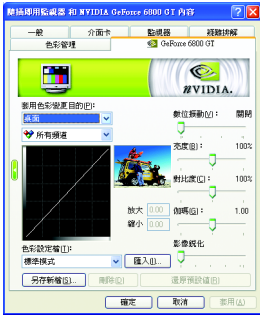 隨插即用監視器 和 NVIDIA GeForce 6800 GT 內容
一般 介面卡 監視器 疑難排解
色彩管理 GeForce 6800 GT
NVIDIA.
套用色彩變更目的(P):
桌面
所有頻道
數位振動(V): 關閉
亮度(B): 100%
對比度(C): 100%
伽瑪(G): 1.00
放大 0.00
縮小 0.00
影像銳化
色彩設定檔(T):
標準模式
匯入(I)...
另存新檔(S)... 刪除(D) 還原預設值(R)
確定 取消 套用(A)